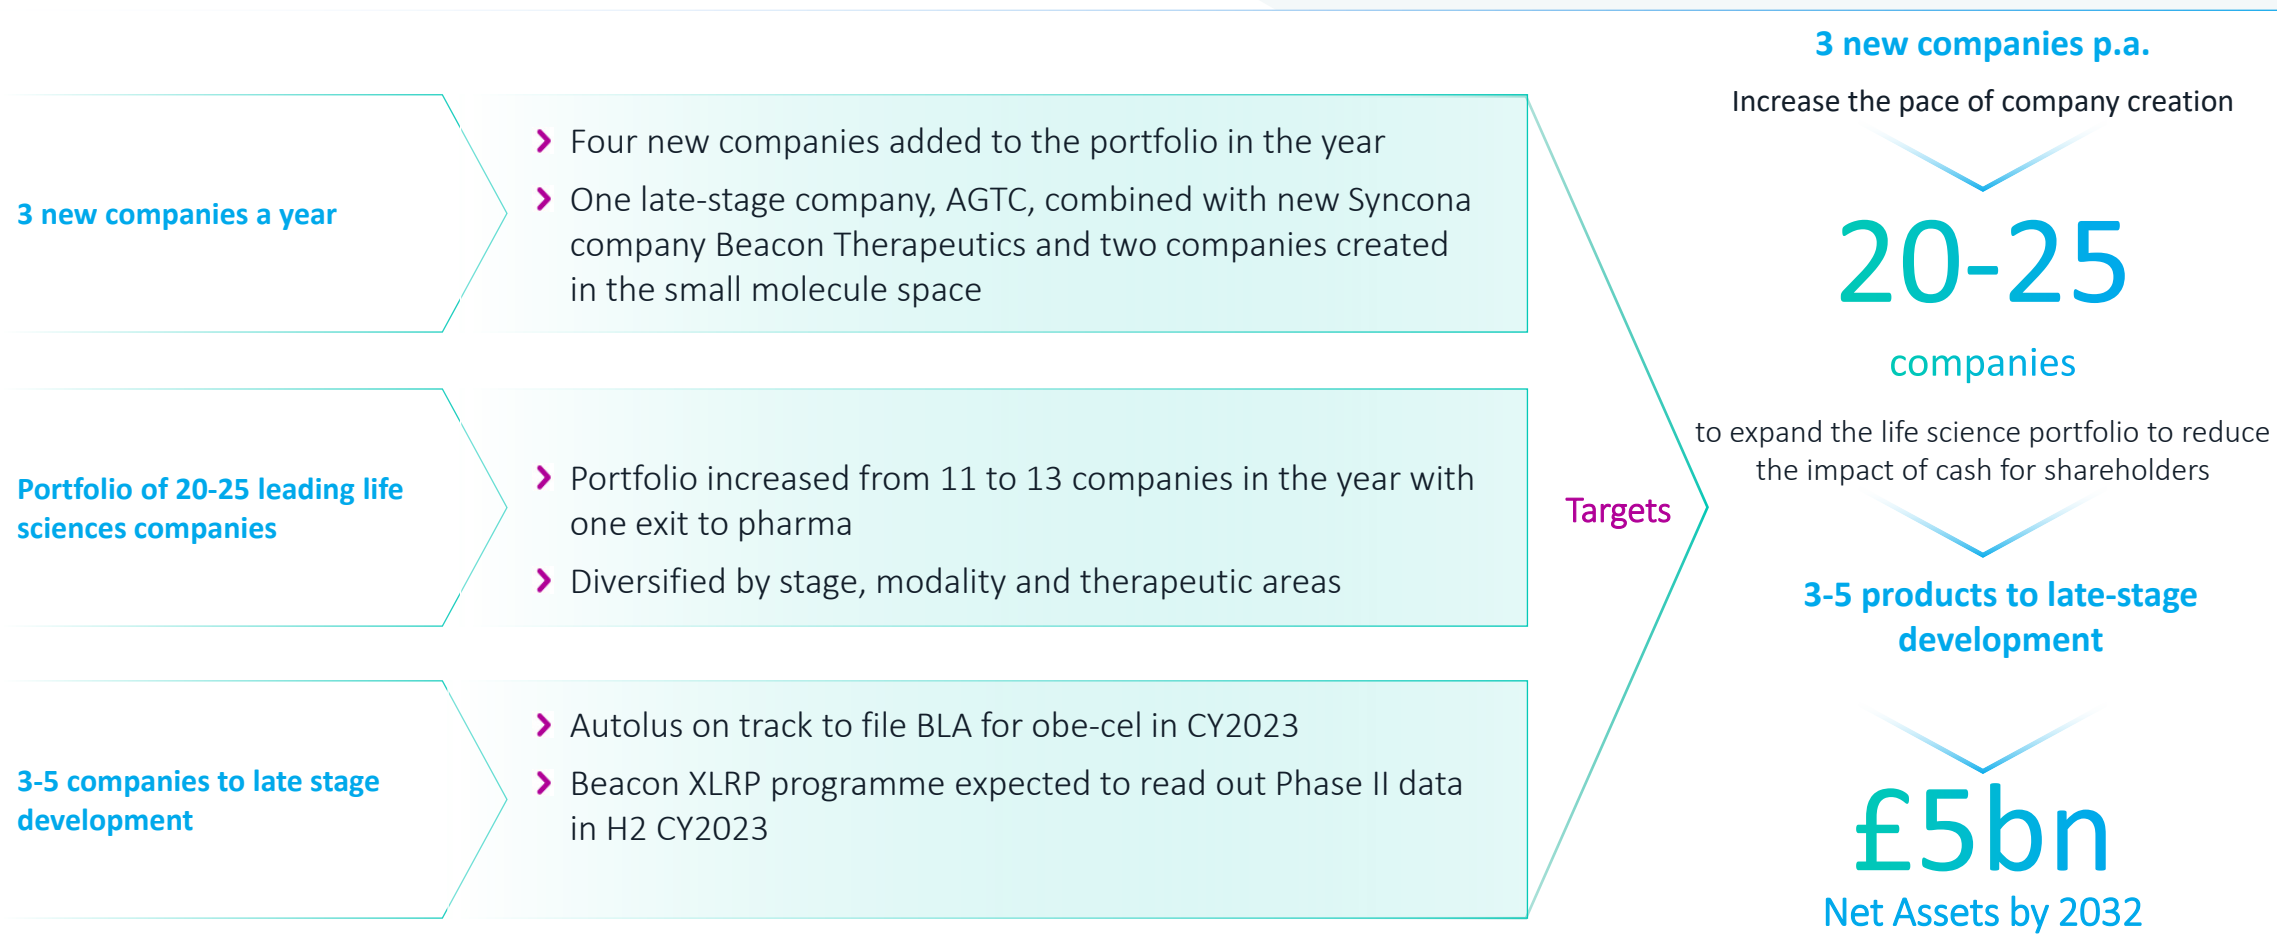 3 new companies a year
Four new companies added to the portfolio in the year
One late-stage company, AGTC, combined with new Syncona
company Beacon Therapeutics and two companies created
in the small molecule space
Portfolio of 20-25 leading life
sciences companies
Portfolio increased from 11 to 13 companies in the year with
one exit to pharma
Diversified by stage, modality and therapeutic areas
3-5 companies to late stage
development
Autolus on track to file BLA for obe-cel in CY2023
Beacon XLRP programme expected to read out Phase II data
in H2 CY2023
Targets
3 new companies p.a.
Increase the pace of company creation
20-25
companies
to expand the life science portfolio to reduce
the impact of cash for shareholders
3-5 products to late-stage
development
£5bn
Net Assets by 2032